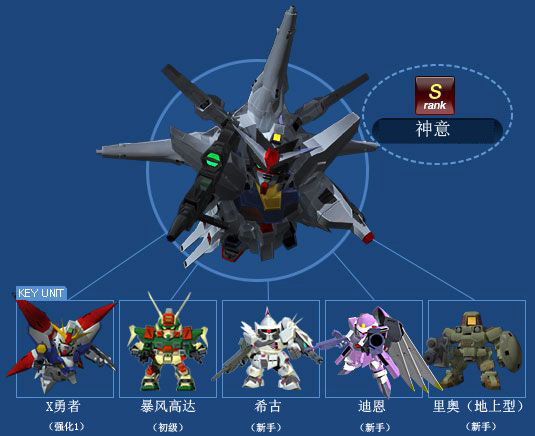 S
rank
神意
KEY UNIT
X勇者
(强化1)
暴风高达
(初级)
希古
(新手)
迪恩
(新手)
里奥（地上型）
(新手)